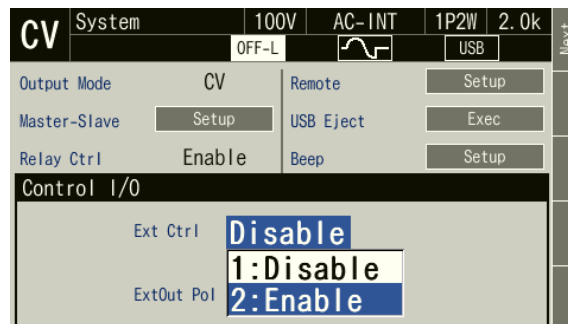 CV System 100V AC-INT 1P2W 2.0k
OFF-L USB
Next
Output Mode CV Remote Setup
Master-Slave Setup USB Eject Exec
Relay Ctrl Enable Beep Setup
Control I/O
Ext Ctrl Disable
1:Disable
ExtOut Pol 2:Enable